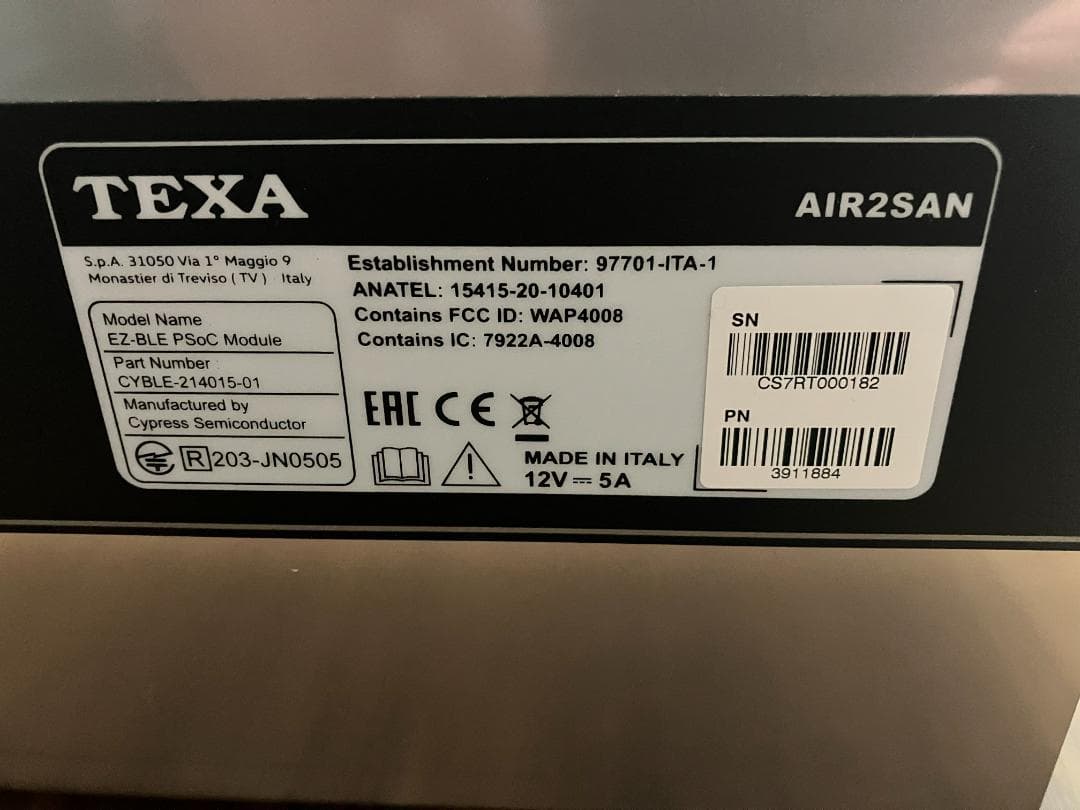 TEXA
AIR2SAN
S.p.A. 31050 Via 1° Maggio 9
Monastier di Treviso ( TV ) Italy
Establishment Number: 97701-ITA-1
ANATEL: 15415-20-10401
Contains FCC ID: WAP4008
Contains IC: 7922A-4008
Model Name
EZ-BLE PSoC Module
Part Number
CYBLE-214015-01
Manufactured by
Cypress Semiconductor
R 203-JN0505
EAC CE
MADE IN ITALY
12V ⎓ 5A
SN
CS7RT000182
PN
3911884